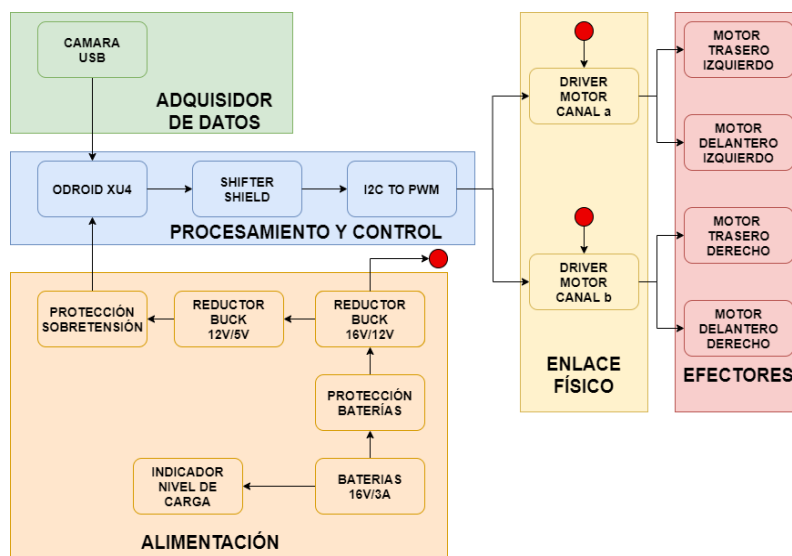 CAMARA
USB
ADQUISIDOR
DE DATOS
ODROID XU4
SHIFTER
SHIELD
I2C TO PWM
PROCESAMIENTO Y CONTROL
PROTECCIÓN
SOBRETENSIÓN
REDUCTOR
BUCK
12V/5V
REDUCTOR
BUCK
16V/12V
PROTECCIÓN
BATERÍAS
INDICADOR
NIVEL DE
CARGA
BATERIAS
16V/3A
ALIMENTACIÓN
DRIVER
MOTOR
CANAL a
DRIVER
MOTOR
CANAL b
ENLACE
FÍSICO
MOTOR
TRASERO
IZQUIERDO
MOTOR
DELANTERO
IZQUIERDO
MOTOR
TRASERO
DERECHO
MOTOR
DELANTERO
DERECHO
EFECTORES